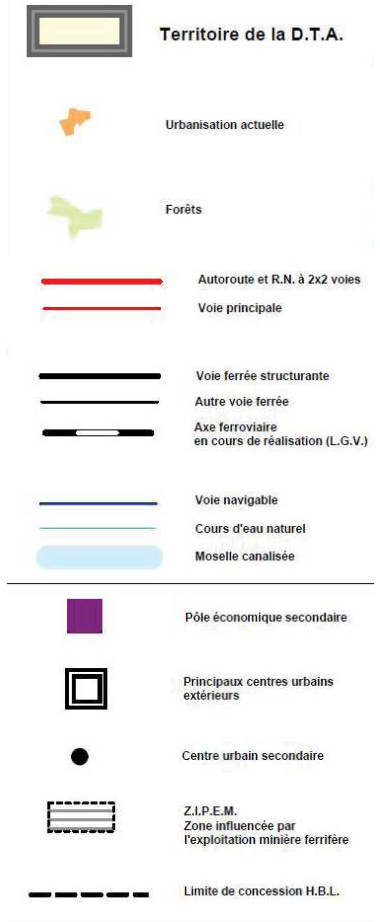 Territoire de la D.T.A.
Urbanisation actuelle
Forêts
Autoroute et R.N. à 2x2 voies
Voie principale
Voie ferrée structurante
Autre voie ferrée
Axe ferroviaire
en cours de réalisation (L.G.V.)
Voie navigable
Cours d'eau naturel
Moselle canalisée
Pôle économique secondaire
Principaux centres urbains
extérieurs
Centre urbain secondaire
Z.I.P.E.M.
Zone influencée par
l'exploitation minière ferrifère
Limite de concession H.B.L.